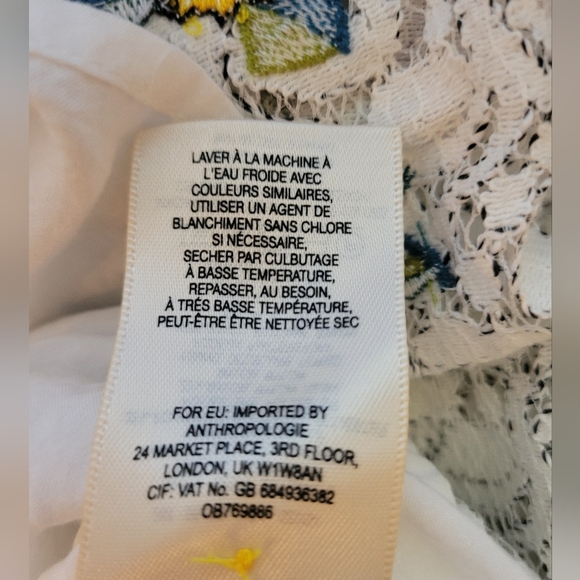 LAVER À LA MACHINE À
L'EAU FROIDE AVEC
COULEURS SIMILAIRES,
UTILISER UN AGENT DE
BLANCHIMENT SANS CHLORE
SI NÉCESSAIRE,
SECHER PAR CULBUTAGE
À BASSE TEMPERATURE,
REPASSER, AU BESOIN,
À TRÉS BASSE TEMPÉRATURE,
PEUT-ÊTRE ÊTRE NETTOYÉE SEC
FOR EU: IMPORTED BY
ANTHROPOLOGIE
24 MARKET PLACE, 3RD FLOOR,
LONDON, UK W1W8AN
CIF: VAT No. GB 684936382
OB769886